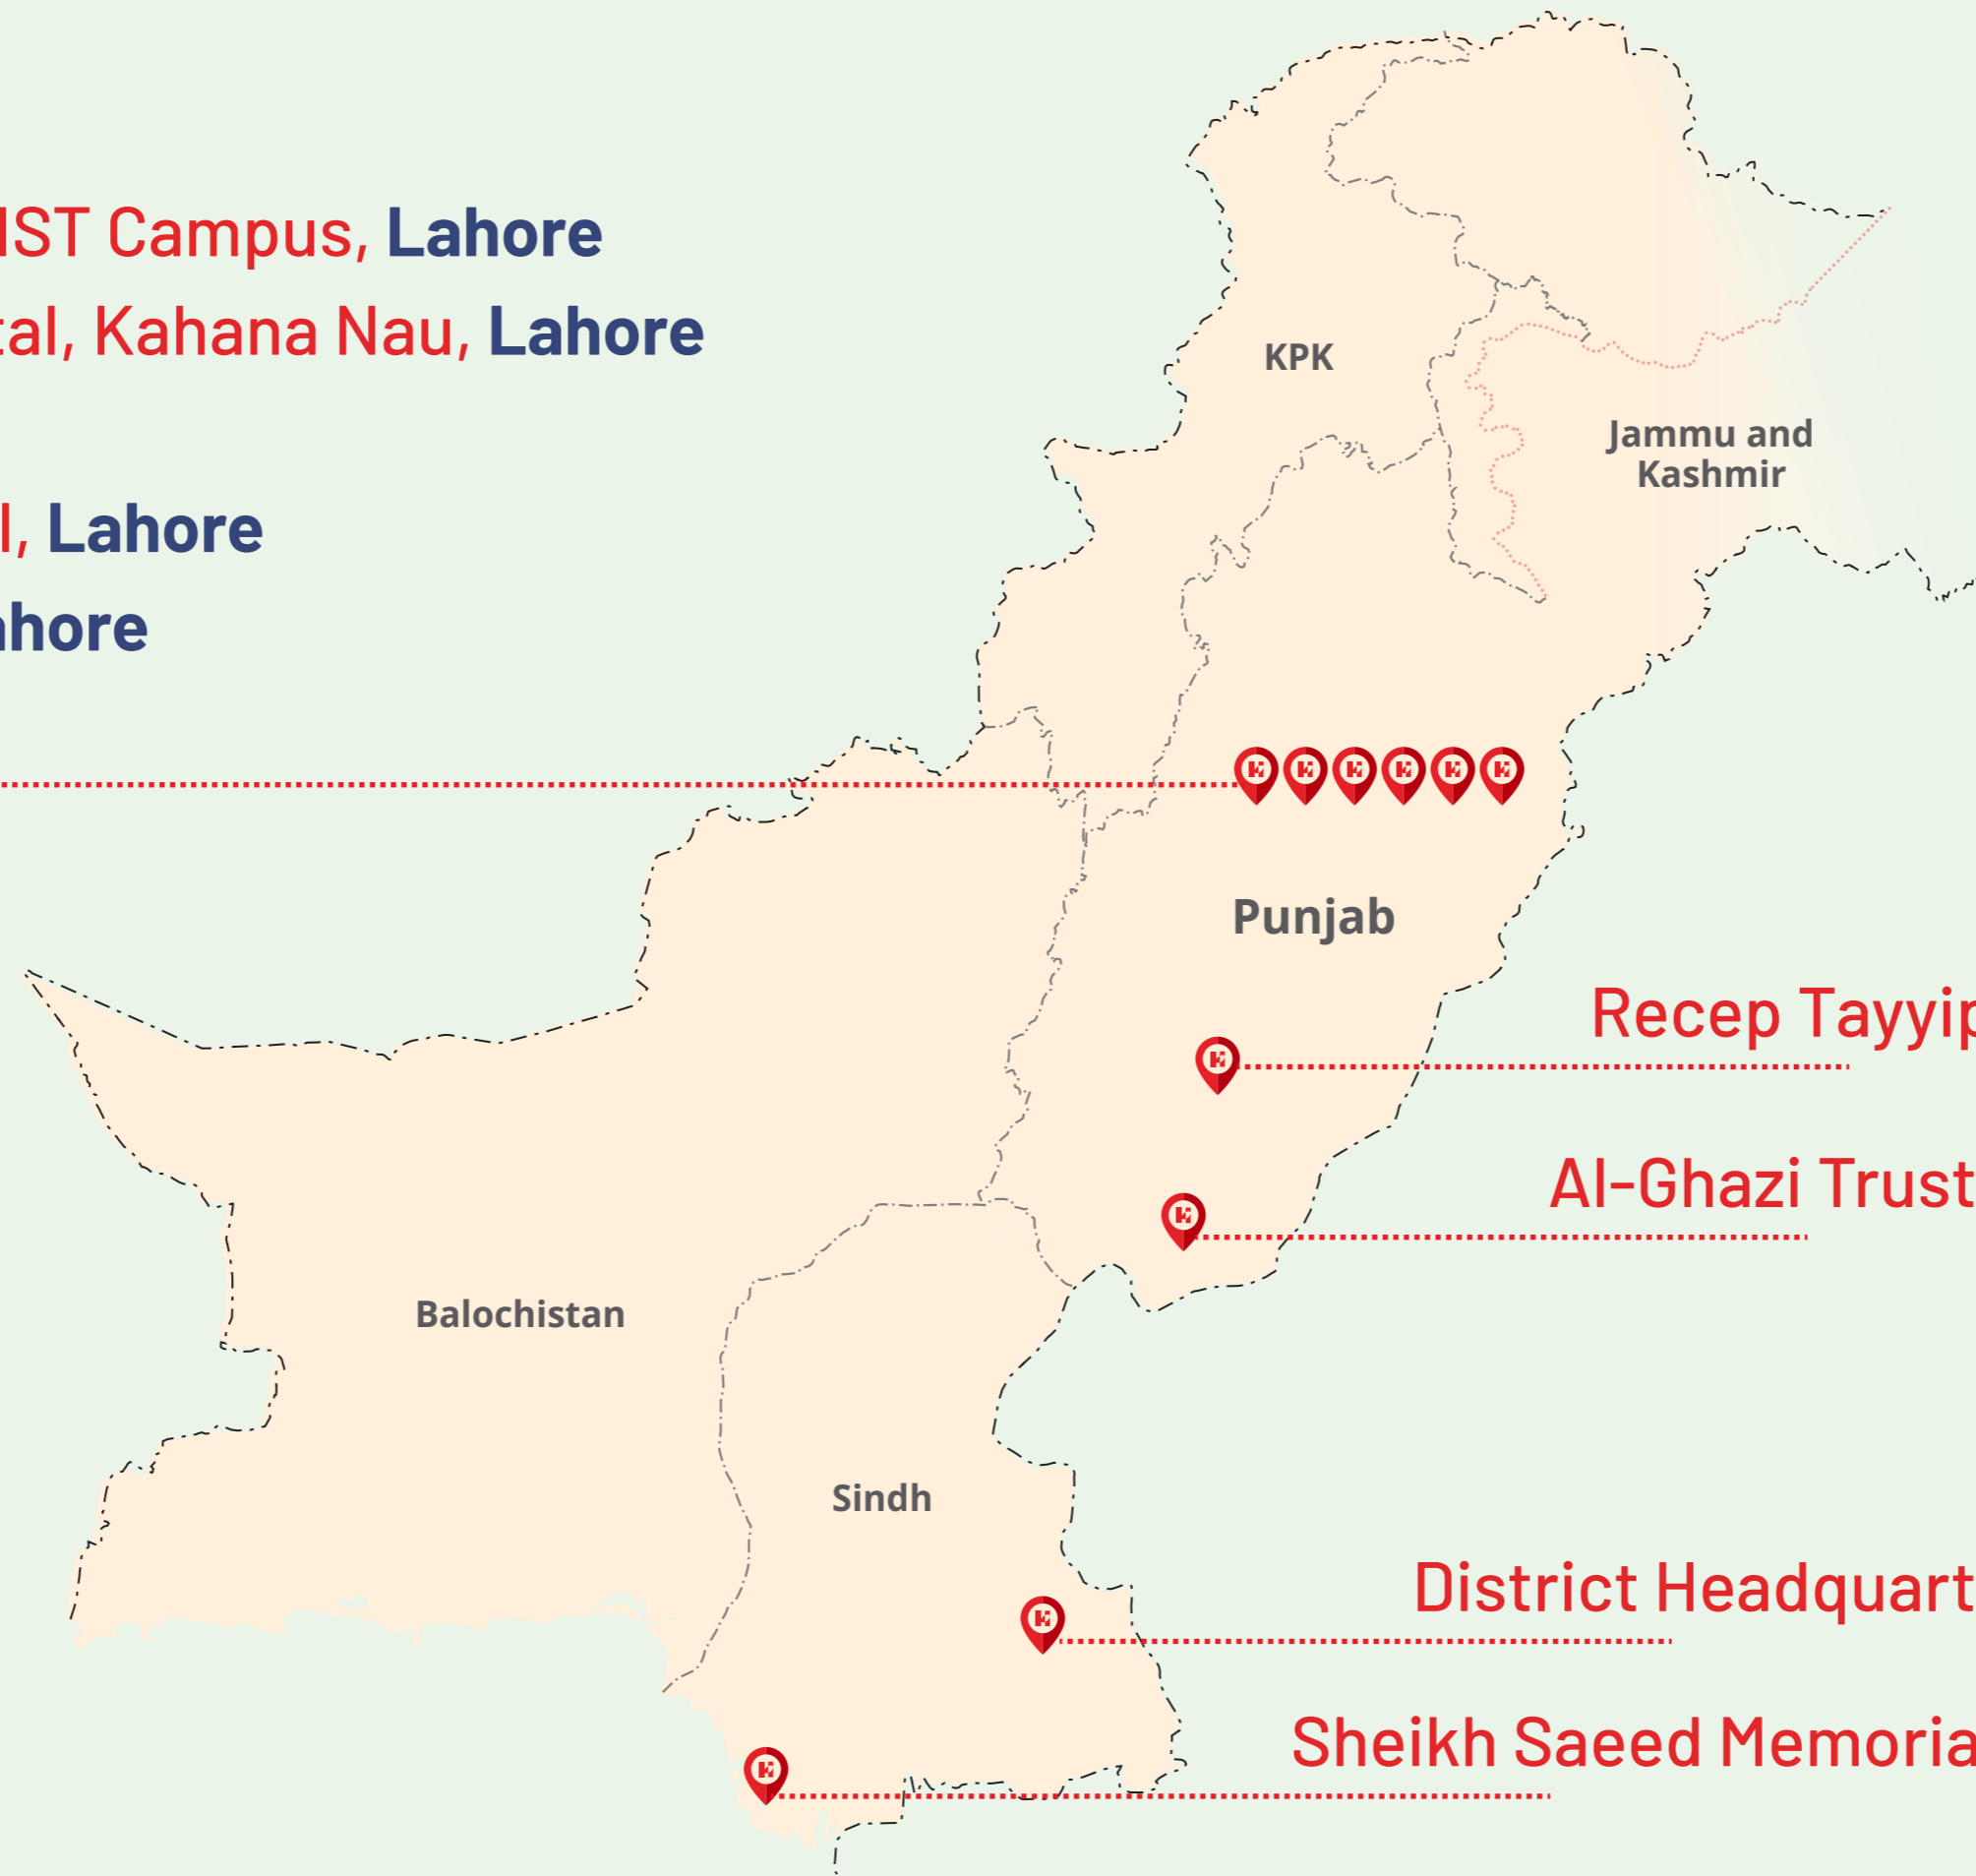 IST Campus, Lahore
tal, Kahana Nau, Lahore
l, Lahore
ahore
KPK
Jammu and
Kashmir
Punjab
Recep Tayyip
Al-Ghazi Trust
Balochistan
Sindh
District Headquart
Sheikh Saeed Memoria